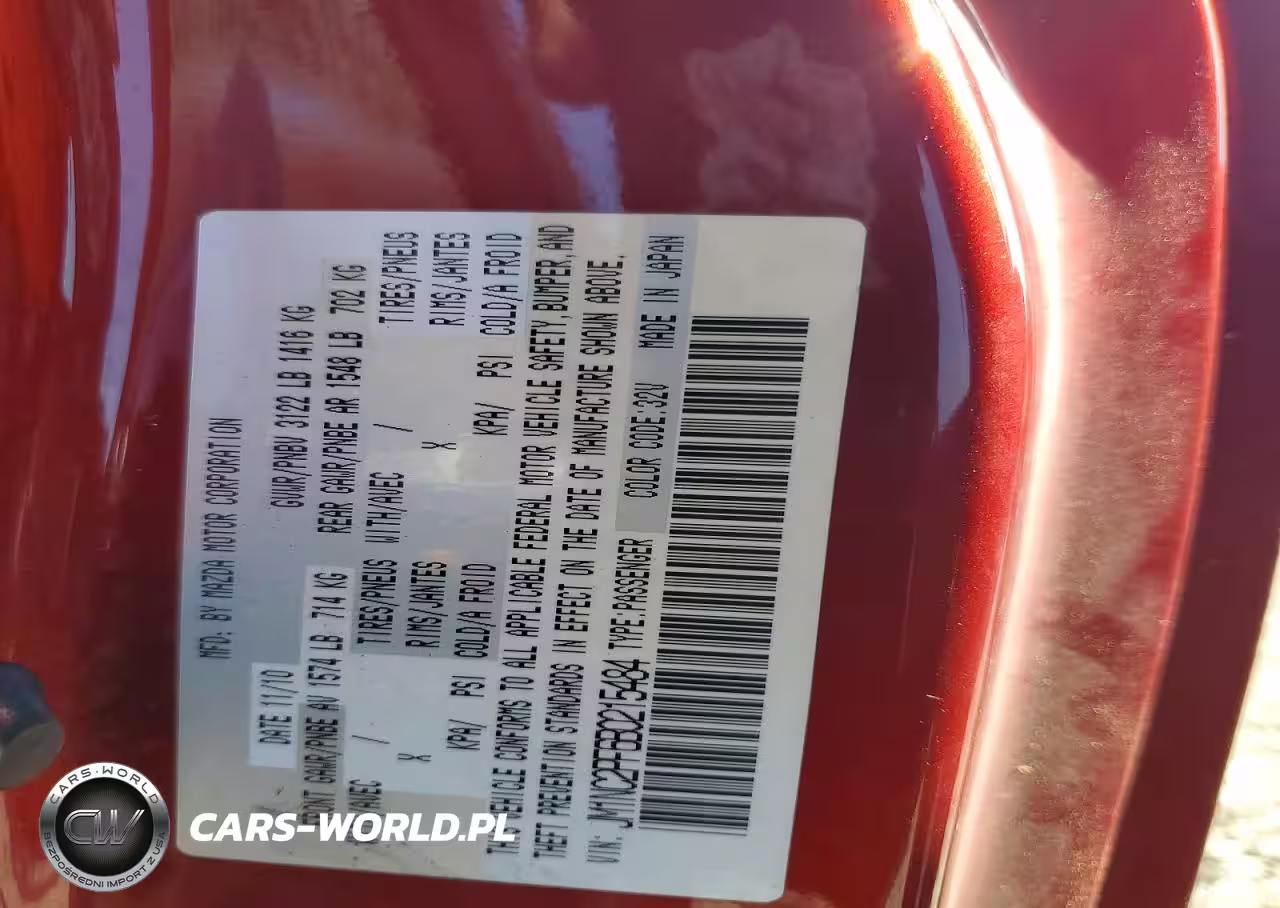 MFD: BY MAZDA MOTOR CORPORATION
DATE 11/10 GVWR/PNBV 3122 LB 1416 KG
GAWR/PNBE AV 1574 LB 714 KG REAR GAWR/PNBE AR 1548 LB 702 KG
/ TIRES/PNEUS WITH/AVEC / TIRES/PNEUS
X RIMS/JANTES X RIMS/JANTES
KPA/ PSI COLD/A FROID KPA/ PSI COLD/A FROID
VEHICLE CONFORMS TO ALL APPLICABLE FEDERAL MOTOR VEHICLE SAFETY,BUMPER,AND
THEFT PREVENTION STANDARDS IN EFFECT ON THE DATE OF MANUFACTURE SHOWN ABOVE,
VIN: JM1NC2PF6B0215484 TYPE:PASSENGER COLOR CODE:32V MADE IN JAPAN
CARS-WORLD
CW
BEZPOŚREDNI IMPORT Z USA
CARS-WORLD.PL